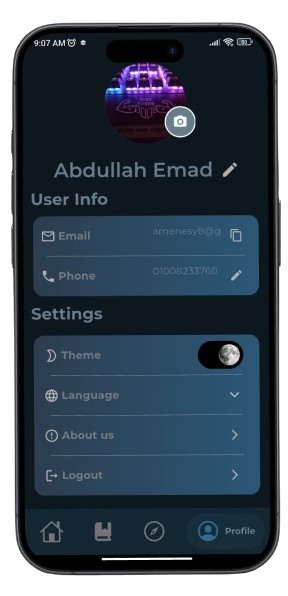 9:07 AM
Abdullah Emad
User Info
Email amenesy8@g
Phone 01008233760
Settings
Theme
Language
About us
Logout
Profile